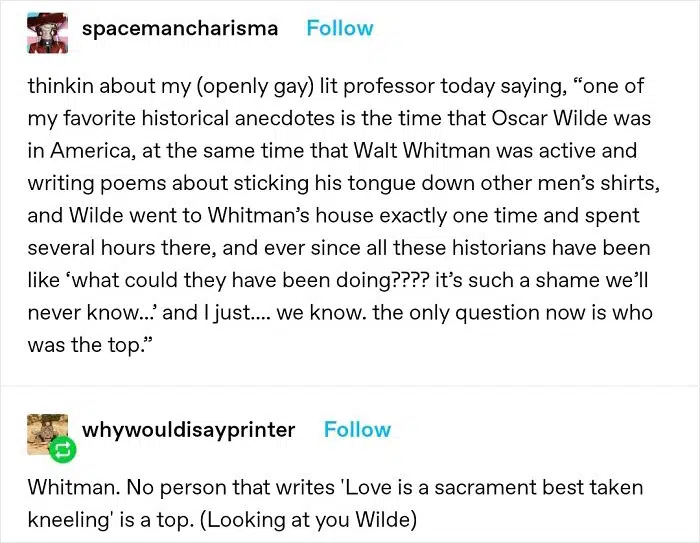 spacemancharisma Follow
thinkin about my (openly gay) lit professor today saying, “one of
my favorite historical anecdotes is the time that Oscar Wilde was
in America, at the same time that Walt Whitman was active and
writing poems about sticking his tongue down other men’s shirts,
and Wilde went to Whitman’s house exactly one time and spent
several hours there, and ever since all these historians have been
like ‘what could they have been doing???? it’s such a shame we’ll
never know...’ and I just.... we know. the only question now is who
was the top.”
whywouldisayprinter Follow
Whitman. No person that writes 'Love is a sacrament best taken
kneeling' is a top. (Looking at you Wilde)